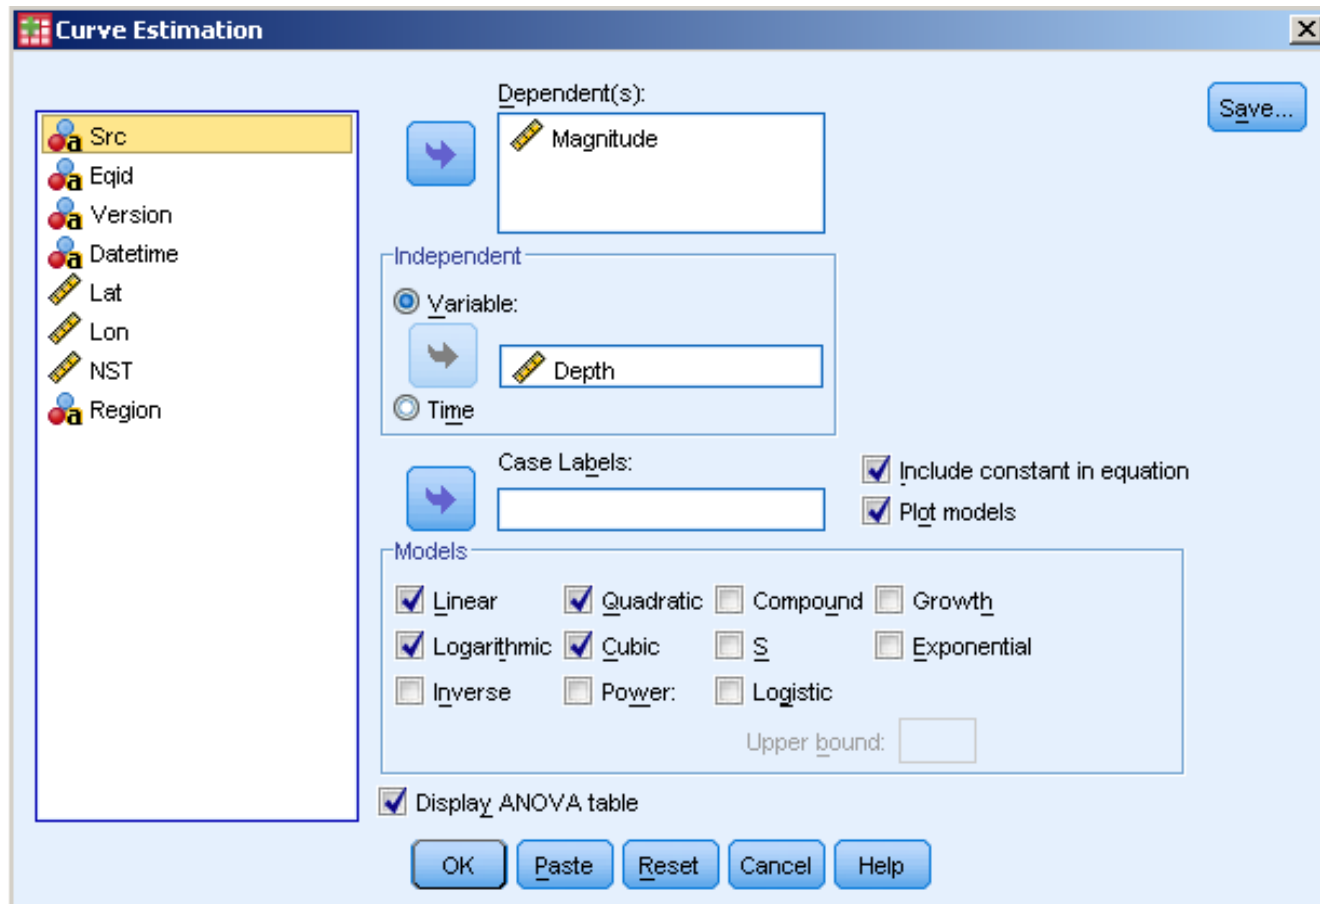 Curve Estimation
Dependent(s):
Save...
Src
Eqid
Version
Datetime
Lat
Lon
NST
Region
Magnitude
Independent
Variable:
Depth
Time
Case Labels:
Include constant in equation
Plot models
Models
Linear Quadratic Compound Growth
Logarithmic Cubic S Exponential
Inverse Power: Logistic
Upper bound:
Display ANOVA table
OK Paste Reset Cancel Help